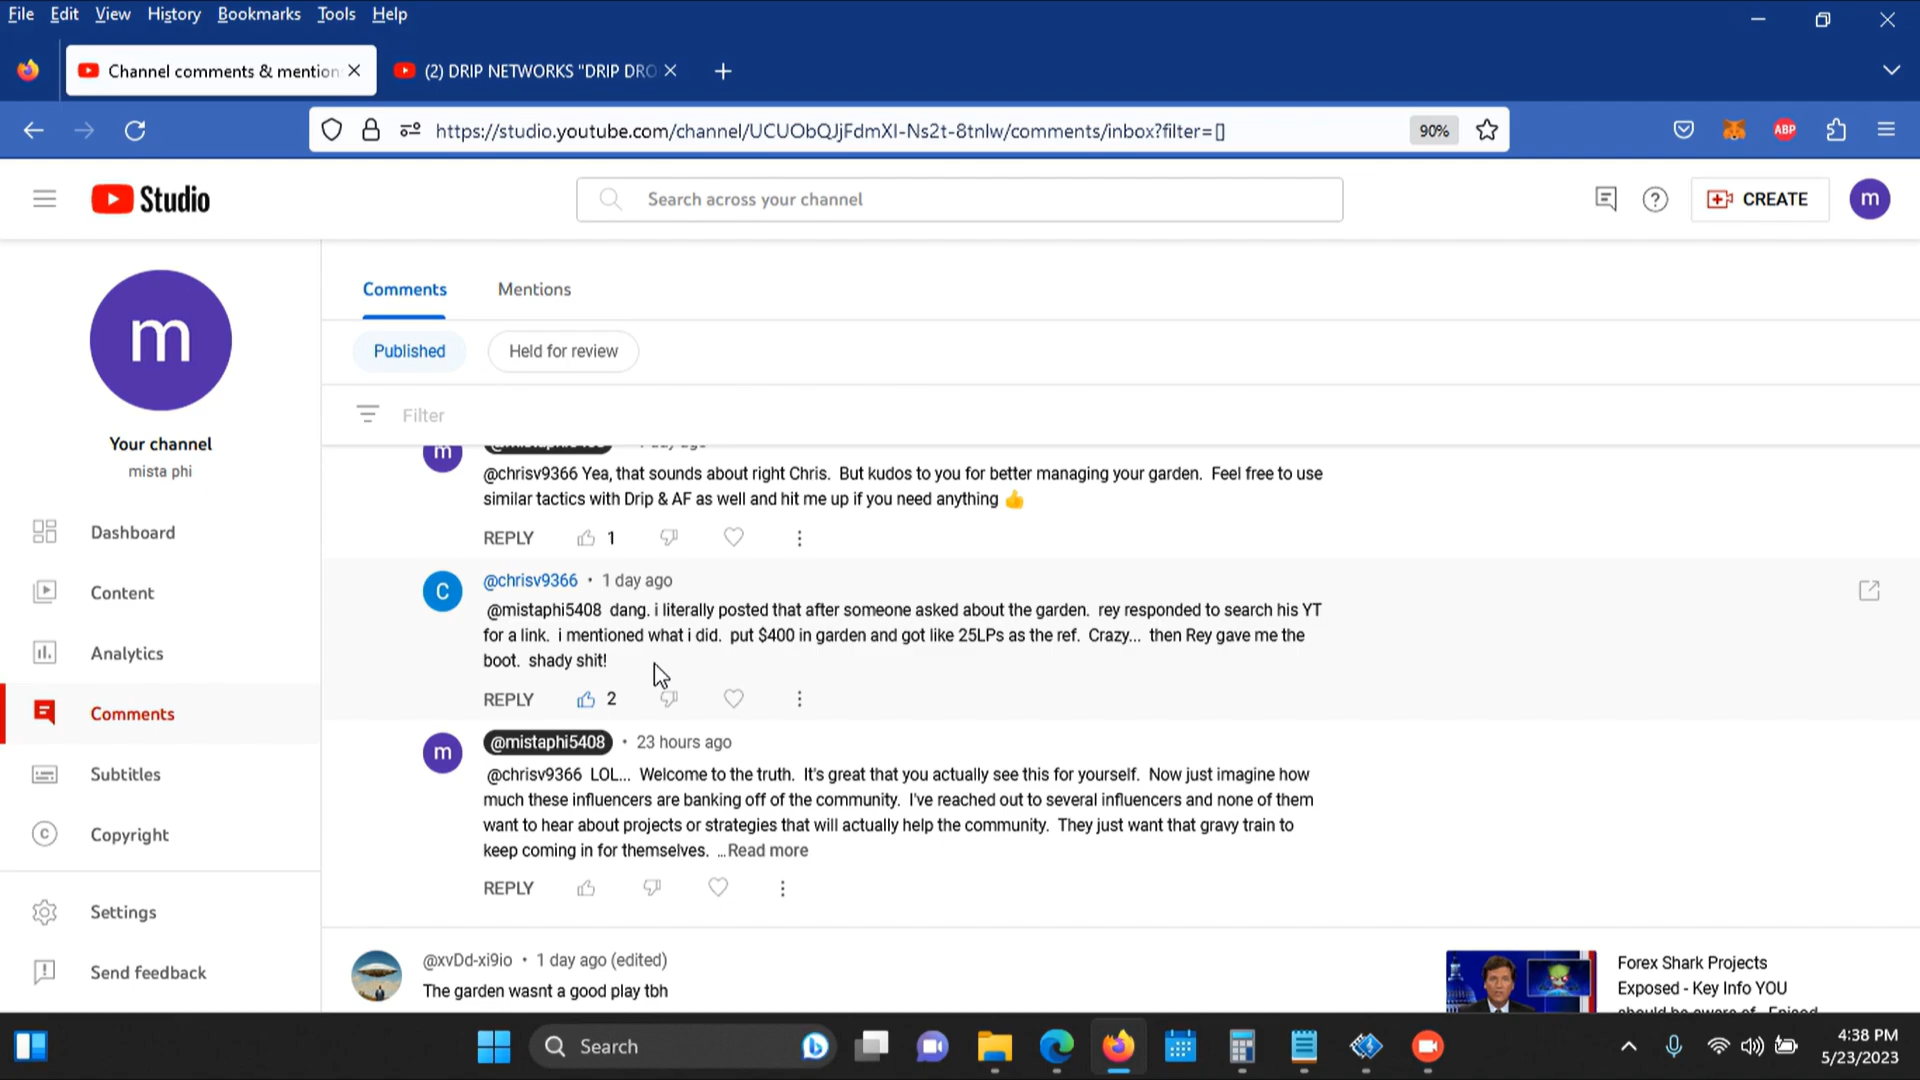 File Edit View History Bookmarks Tools Help
Channel comments & mention
(2) DRIP NETWORKS "DRIP DRO
https://studio.youtube.com/channel/UCUObQJjFdmXI-Ns2t-8tnlw/comments/inbox?filter=[]
90%
ABP
Studio
Search across your channel
CREATE
m
m
Your channel
mista phi
Dashboard
Content
Analytics
Comments
Subtitles
Copyright
Settings
Send feedback
Comments Mentions
Published Held for review
Filter
m
@chrisv9366 Yea, that sounds about right Chris. But kudos to you for better managing your garden. Feel free to use
similar tactics with Drip & AF as well and hit me up if you need anything 👍
REPLY 1
C
@chrisv9366 • 1 day ago
@mistaphi5408 dang. i literally posted that after someone asked about the garden. rey responded to search his YT
for a link. i mentioned what i did. put $400 in garden and got like 25LPs as the ref. Crazy... then Rey gave me the
boot. shady shit!
REPLY 2
m
@mistaphi5408 • 23 hours ago
@chrisv9366 LOL... Welcome to the truth. It's great that you actually see this for yourself. Now just imagine how
much these influencers are banking off of the community. I've reached out to several influencers and none of them
want to hear about projects or strategies that will actually help the community. They just want that gravy train to
keep coming in for themselves. ...Read more
REPLY
@xvDd-xi9io • 1 day ago (edited)
The garden wasnt a good play tbh
Forex Shark Projects
Exposed - Key Info YOU
Search
4:38 PM
5/23/2023